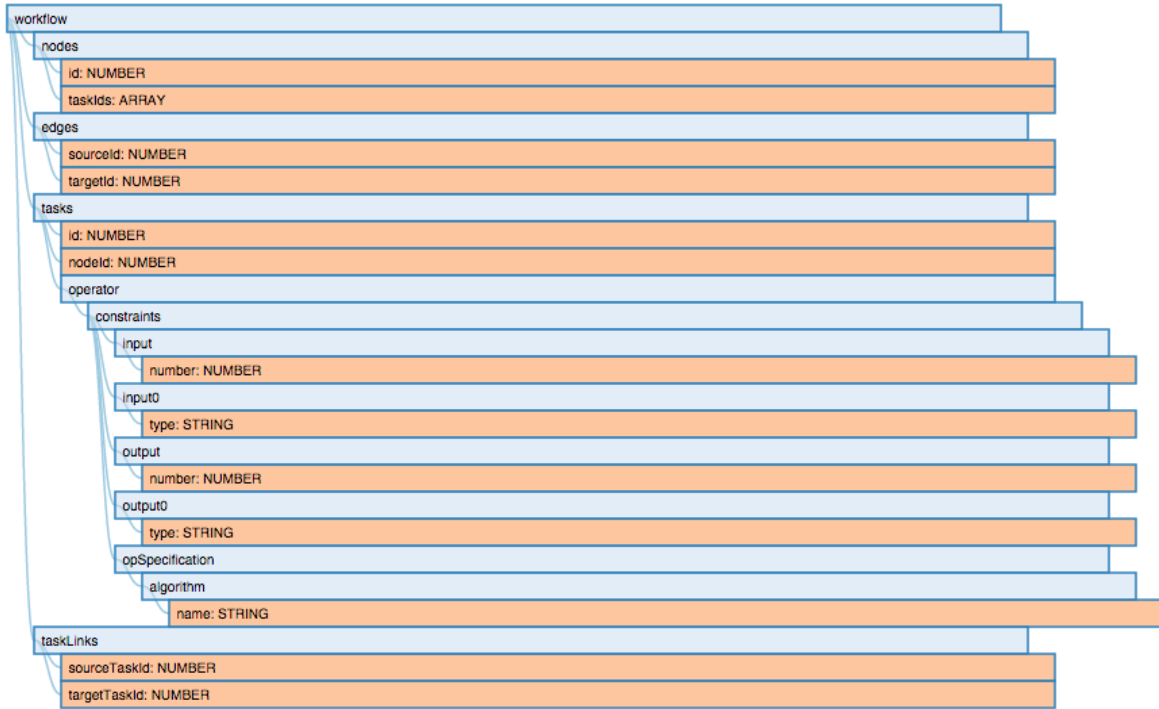 workflow
nodes
id: NUMBER
taskIds: ARRAY
edges
sourceId: NUMBER
targetId: NUMBER
tasks
id: NUMBER
nodeId: NUMBER
operator
constraints
input
number: NUMBER
input0
type: STRING
output
number: NUMBER
output0
type: STRING
opSpecification
algorithm
name: STRING
taskLinks
sourceTaskId: NUMBER
targetTaskId: NUMBER